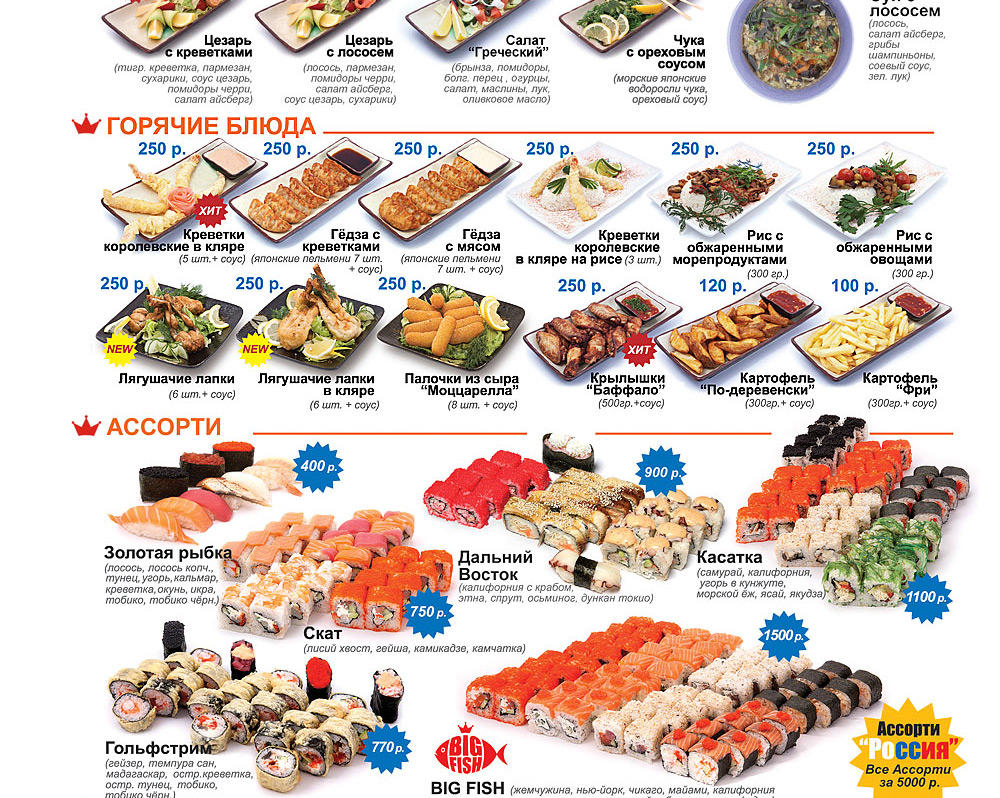 Цезарь
с креветками
(тигр. креветка, пармезан,
сухарики, соус цезарь,
помидоры черри,
салат айсберг)
Цезарь
с лососем
(лосось, пармезан,
помидоры черри,
салат айсберг,
соус цезарь, сухарики)
Салат
"Греческий"
(брынза, помидоры,
болг. перец , огурцы,
салат, маслины, лук,
оливковое масло)
Чука
с ореховым
соусом
(морские японские
водоросли чука,
ореховый соус)
лососем
(лосось,
салат айсберг,
грибы
шампиньоны,
соевый соус,
зел. лук)
ГОРЯЧИЕ БЛЮДА
250 р.
ХИТ
Креветки
королевские в кляре
(5 шт.+ соус)
250 р.
Гёдза с
креветками
(японские пельмени 7 шт.
+ соус)
250 р.
Гёдза
с мясом
(японские пельмени
7 шт. + соус)
250 р.
Креветки
королевские
в кляре на рисе (3 шт.)
250 р.
Рис с
обжаренными
морепродуктами
(300 гр.)
250 р.
Рис с
обжаренными
овощами
(300 гр.)
250 р.
NEW
Лягушачие лапки
(6 шт.+ соус)
250 р.
NEW
Лягушачие лапки
в кляре
(6 шт. + соус)
250 р.
Палочки из сыра
"Моццарелла"
(8 шт. + соус)
250 р.
ХИТ
Крылышки
"Баффало"
(500гр.+соус)
120 р.
Картофель
"По-деревенски"
(300гр.+ соус)
100 р.
Картофель
"Фри"
(300гр.+ соус)
АССОРТИ
400 р.
Золотая рыбка
(лосось, лосось копч.,
тунец,угорь,кальмар,
креветка,окунь, икра,
тобико, тобико чёрн.)
750 р.
Скат
(лисий хвост, гейша, камикадзе, камчатка)
900 р.
Дальний
Восток
(калифорния с крабом,
этна, спрут, осьминог, дункан токио)
Касатка
(самурай, калифорния,
угорь в кунжуте,
морской ёж, ясай, якудза)
1100 р.
Гольфстрим
(гейзер, темпура сан,
мадагаскар, остр.креветка,
остр. тунец, тобико,
тобико чёрн.)
770 р.
1500 р.
BIG
FISH
BIG FISH (жемчужина, нью-йорк, чикаго, майами, калифорния
Ассорти
"РоССИЯ"
Все Ассорти
за 5000 р.